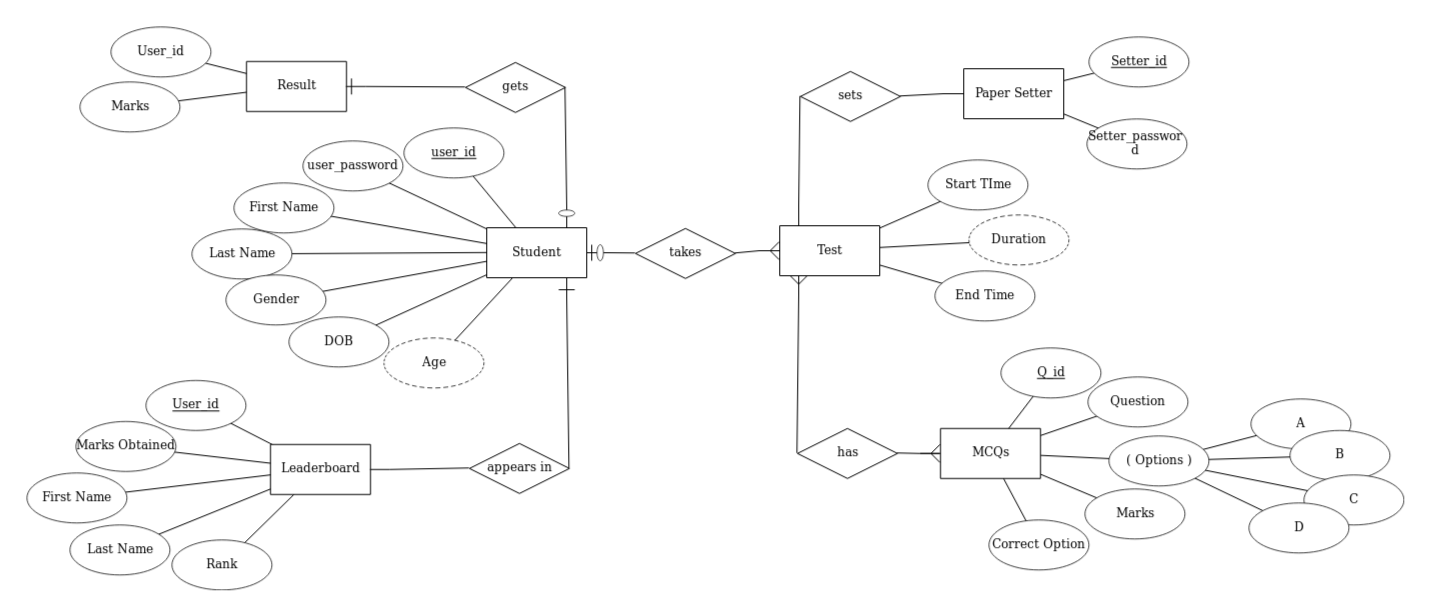 User_id
Result
Marks
gets
sets
Paper Setter
Setter_id
Setter_passwor
d
user_password
user_id
First Name
Last Name
Gender
DOB
Age
Student
takes
Test
Start TIme
Duration
End Time
User_id
Marks Obtained
First Name
Last Name
Rank
Leaderboard
appears in
has
MCQs
Q_id
Question
( Options )
A
B
C
D
Marks
Correct Option